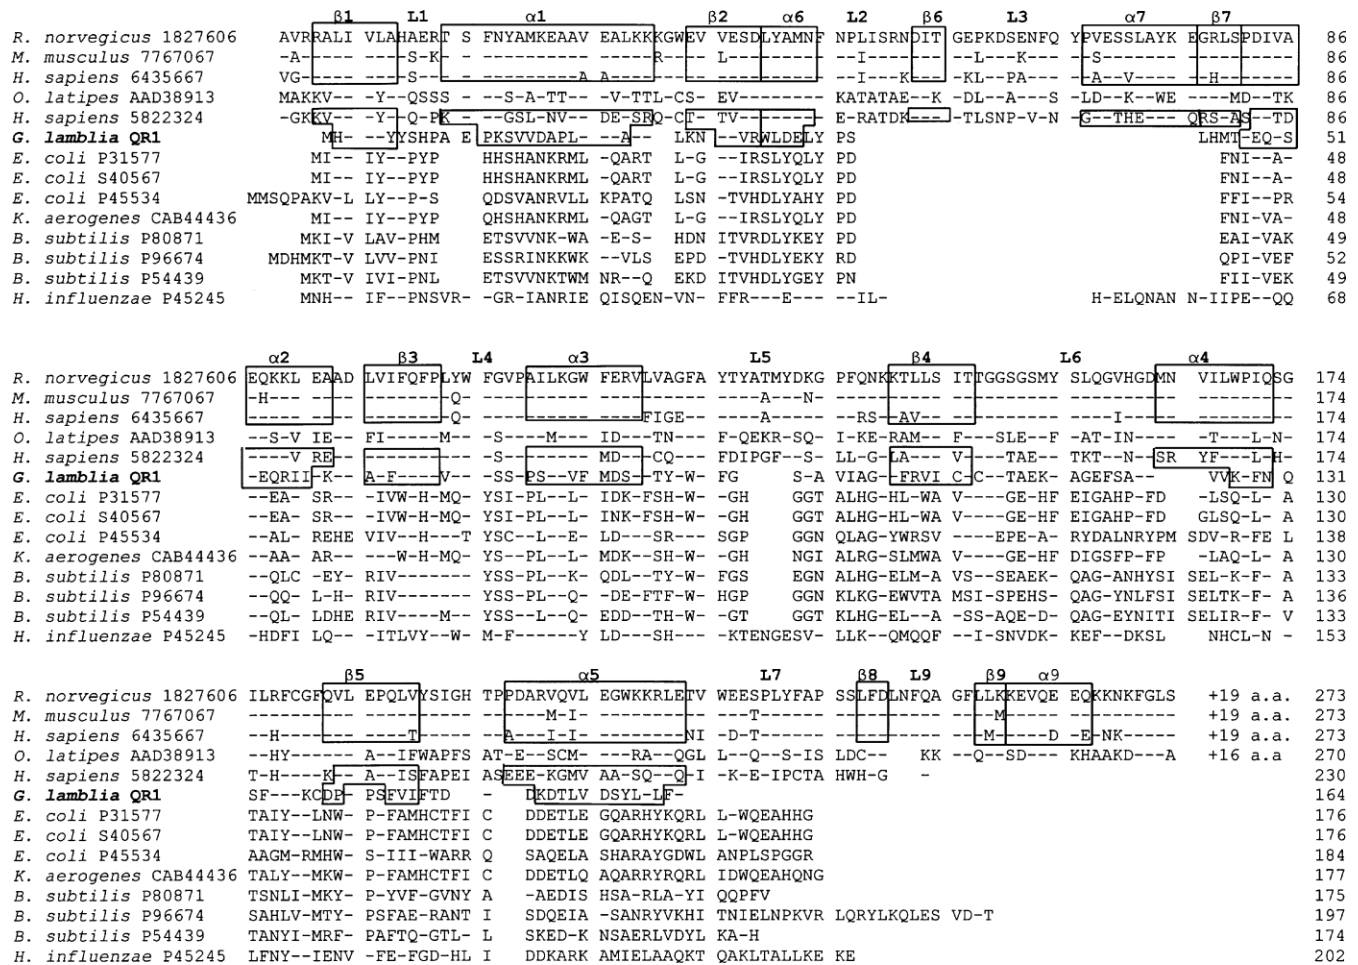 β1 L1 α1 β2 α6 L2 β6 L3 α7 β7
R. norvegicus 1827606 AVRRALIVLAHAERT S FNYAMKEAAV EALKKKGWEVVESDLYAMNF NPLISRNDIT GEPKDSENFQ YPVESSLAYK EGRLSPDIVA 86
M. musculus 7767067 -A-------- S-K- - ---------- -----R-----L------- --I------- ---L---K-- --S------- ---------- 86
H. sapiens 6435667 VG-------- S--- - ------A A- ---------- ---------- --I----K-- --KL--PA-- --A--V---- --H------- 86
O. latipes AAD38913 MAKKV---Y--QSSS S--S-A-TT-- -V-TTL-CS- EV-------- KATATAE--K -DL--A--S- LD--K--WE ---MD--TK 86
H. sapiens 5822324 -GKKV---Y--Q-PK ---GSL-NV-- -DE-SRQ-CT-TV------- E--RATDK--- -TLSNP-V-N- G--THE--Q RS-AS--TD 86
G. lamblia QR1 MH---YYSHPA E PKSVVDAPL- --A---LKN --VRWLDELY PS LHMT-EQ-S 51
E. coli P31577 MI-- IY--PYP HHSHANKRML -QART L-G- --IRSLYQLY PD FNI--A- 48
E. coli S40567 MI-- IY--PYP HHSHANKRML -QART L-G- --IRSLYQLY PD FNI--A- 48
E. coli P45534 MMSQPAKV-L LY--P-S QDSVANRVLL KPATQ LSN- -TVHDLYAHY PD FFI--PR 54
K. aerogenes CAB44436 MI-- IY--PYP QHSHANKRML -QAGT L-G- --IRSLYQLY PD FNI-VA- 48
B. subtilis P80871 MKI-V LAV-PHM ETSVVNK-WA -E-S- HDN ITVRDLYKEY PD EAI-VAK 49
B. subtilis P96674 MDHMKT-V LVV-PNI ESSRINKKWK --VLS EPD -TVHDLYEKY RD QPI-VEF 52
B. subtilis P54439 MKT-V IVI-PNL ETSVVNKTWM NR--Q EKD ITVHDLYGEY PN FII-VEK 49
H. influenzae P45245 MNH-- IF--PNSVR- -GR-IANRIE QISQEN-VN- FFR---E--- --IL- H-ELQNAN N-IIPE--QQ 68
α2 β3 L4 α3 L5 β4 L6 α4
R. norvegicus 1827606 EQKKLEAAD LVIFQFPLYW FGVPAILKGW FERVLVAGFA YTYATMYDKG PFQNKKTLLS ITTGGSGSMY SLQGVHGDMN VILWPIQSG 174
M. musculus 7767067 -H-------- --------Q- ---------- ---------- ---A---N-- ---------- ---------- ---------- --------- 174
H. sapiens 6435667 ---------- --------Q- ---------- ----FIGE-- ---A------ ---RS-AV-- ---------- -----I---- --------- 174
O. latipes AAD38913 --S-V-IE-- FI----M--- S---M----- ID--TN---- F-QEKR-SQ- I-KE-RAM-- F---SLE--F -AT-IN---- --T--L-N- 174
H. sapiens 5822324 -----V-RE- --------V- --S------- -MD--CQ--- FDIPGF--S- LL-G-LA--- V---TAE--- TKT--N-SR YF--L-H- 174
G. lamblia QR1 -EQRII-K-- A-F----V-- -SS-PS--VF MDS--TY-W- FG S-A VIAG-FRVIC C-TAEK- AGEFSA-- VVK-FN Q 131
E. coli P31577 --EA- SR-- -IVW-H-MQ- YSI-PL--L- IDK-FSH-W- -GH GGT ALHG-HL-WA V----GE-HF EIGAHP-FD -LSQ-L- A 130
E. coli S40567 --EA- SR-- -IVW-H-MQ- YSI-PL--L- INK-FSH-W- -GH GGT ALHG-HL-WA V----GE-HF EIGAHP-FD GLSQ-L- A 130
E. coli P45534 --AL- REHE VIV--H---T YSC--L--E- LD---SR--- SGP GGN QLAG-YWRSV ----EPE-A- RYDALNRYPM SDV-R-FE L 138
K. aerogenes CAB44436 --AA- AR-- ---W-H-MQ- YS-PL--L- MDK--SH-W- -GH NGI ALRG-SLMWA V----GE-HF DIGSFP-FP -LAQ-L- A 130
B. subtilis P80871 --QLC -EY- RIV------- YSS-PL--K- QDL--TY-W- FGS EGN ALHG-ELM-A VS--SEAEK- QAG-ANHYSI SEL-K-F- A 133
B. subtilis P96674 --QQ- L-H- RIV------- YSS-PL--Q- -DE-FTF-W- HGP GGN KLKG-EWVTA MSI-SPEHS- QAG-YNLFSI SELTK-F- A 136
B. subtilis P54439 --QL- LDHE RIV----M-- YSS--L--Q- EDD--TH-W- -GT GGT KLHG-EL--A -SSAQE-D- QAG-EYNITI SELIR-F- V 133
H. influenzae P45245 -HDFI LQ-- -ITLVY--W- M-F------Y LD---SH--- -KTENGESV- LLK--QMQQF I--SNVDK- KEF--DKSL NHCL-N - 153
β5 α5 L7 β8 L9 β9 α9
R. norvegicus 1827606 ILRFCGFQVL EPQLVYSIGH TPPDARVQVL EGWKKRLETV WEESPLYFAP SSLFDLNFQA GFLLKKEVQE EQKKNKFGLS +19 a.a. 273
M. musculus 7767067 ---------- ---------- -----M-I-- ---------- ----T----- ---------- ---M------ ---------- +19 a.a. 273
H. sapiens 6435667 --H------- -----T---- --A---I-I- --------NI --D-T----- ---------- --M----D-E -NK------- +19 a.a. 273
O. latipes AAD38913 --HY------ A--IFWAPFS AT-E-SCM-- --RA--QGL L--Q--S-IS LDC--- KK --Q--SD--- KHAAKD---A +16 a.a 270
H. sapiens 5822324 T-H----K-- A--ISFAPEI ASEEE-KGMV AA-SQ--Q-I -K-E-IPCTA HWH-G - 230
G. lamblia QR1 SF---KCDP- PSFVIFTD -DKDTLV DSYL-LF- 164
E. coli P31577 TAIY--LNW- P-FAMHCTFI C DDETLE GQARHYKQRL L-WQEAHHG 176
E. coli S40567 TAIY--LNW- P-FAMHCTFI C DDETLE GQARHYKQRL L-WQEAHHG 176
E. coli P45534 AAGM-RMHW- S-III-WARR Q SAQELA SHARAYGDWL ANPLSPGGR 184
K. aerogenes CAB44436 TALY--MKW- P-FAMHCTFI C DDETLQ AQARRYRQRL IDWQEAHQNG 177
B. subtilis P80871 TSNLI-MKY- P-YVF-GVNY A -AEDIS HSA-RLA-YI QQPFV 175
B. subtilis P96674 SAHLV-MTY- PSFAE-RANT I SDQEIA -SANRYVKHI TNIELNPKVR LQRYLKQLES VD-T 197
B. subtilis P54439 TANYI-MRF- PAFTQ-GTL- L SKED-K NSAERLVDYL KA-H 174
H. influenzae P45245 LFNY--IENV -FE-FGD-HL I DDKARK AMIELAAQKT QAKLTALLKE KE 202